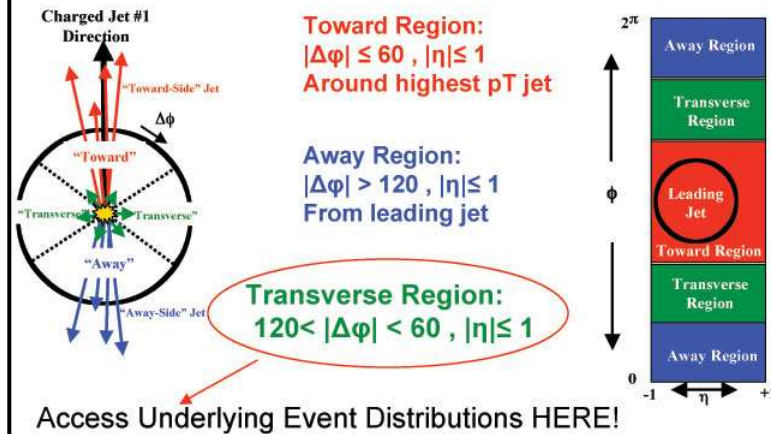 Charged Jet #1
Direction
"Toward-Side" Jet
Δϕ
"Toward"
"Transverse"
"Transverse"
"Away"
"Away-Side" Jet
Toward Region:
|Δφ| ≤ 60 , |η|≤ 1
Around highest pT jet
Away Region:
|Δφ| > 120 , |η|≤ 1
From leading jet
Transverse Region:
120< |Δφ| < 60 , |η|≤ 1
2π
ϕ
0
Away Region
Transverse
Region
Leading
Jet
Toward Region
Transverse
Region
Away Region
-1
η
Access Underlying Event Distributions HERE!